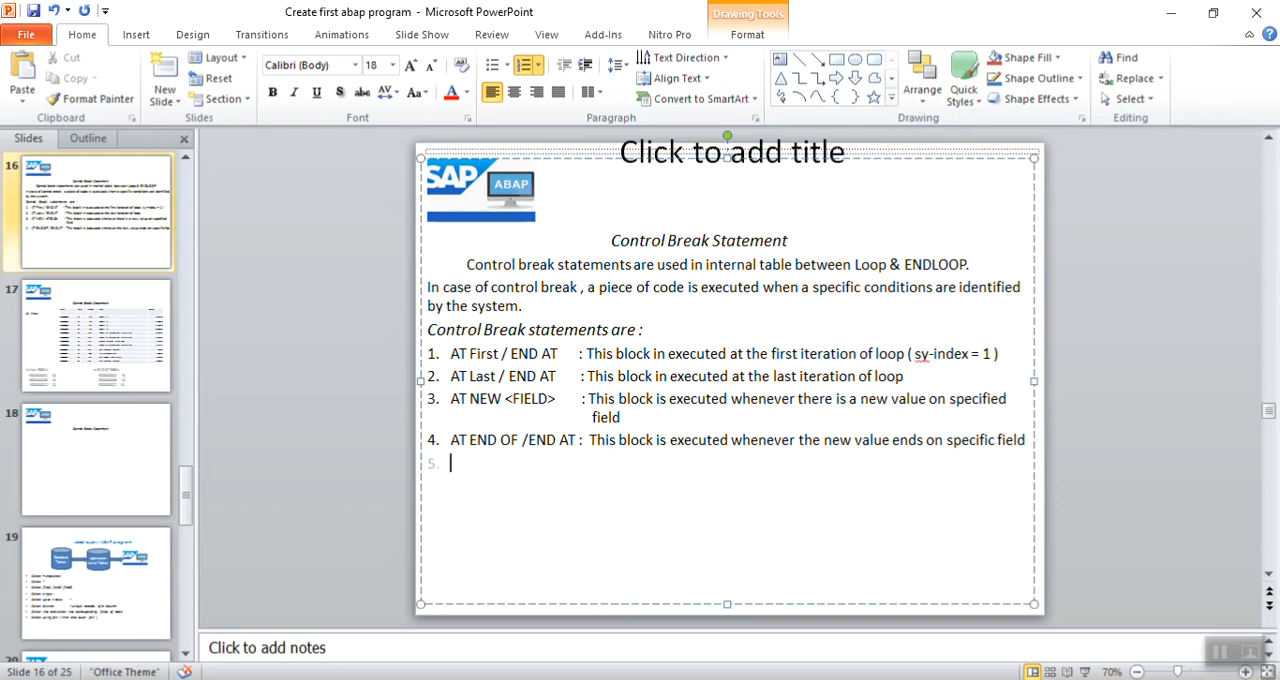 Create first abap program - Microsoft PowerPoint
Drawing Tools
File Home Insert Design Transitions Animations Slide Show Review View Add-Ins Nitro Pro Format
Paste
Cut
Copy
Format Painter
Clipboard
New Slide
Layout
Reset
Section
Slides
Calibri (Body) 18
Font
Text Direction
Align Text
Convert to SmartArt
Paragraph
Arrange
Quick Styles
Shape Fill
Shape Outline
Shape Effects
Drawing
Find
Replace
Select
Editing
Slides Outline
16
17
18
19
Click to add title
SAP
ABAP
Control Break Statement
Control break statements are used in internal table between Loop & ENDLOOP.
In case of control break , a piece of code is executed when a specific conditions are identified
by the system.
Control Break statements are :
1. AT First / END AT : This block in executed at the first iteration of loop ( sy-index = 1 )
2. AT Last / END AT : This block in executed at the last iteration of loop
3. AT NEW <FIELD> : This block is executed whenever there is a new value on specified
field
4. AT END OF /END AT : This block is executed whenever the new value ends on specific field
5.
Click to add notes
Slide 16 of 25 "Office Theme" 70%